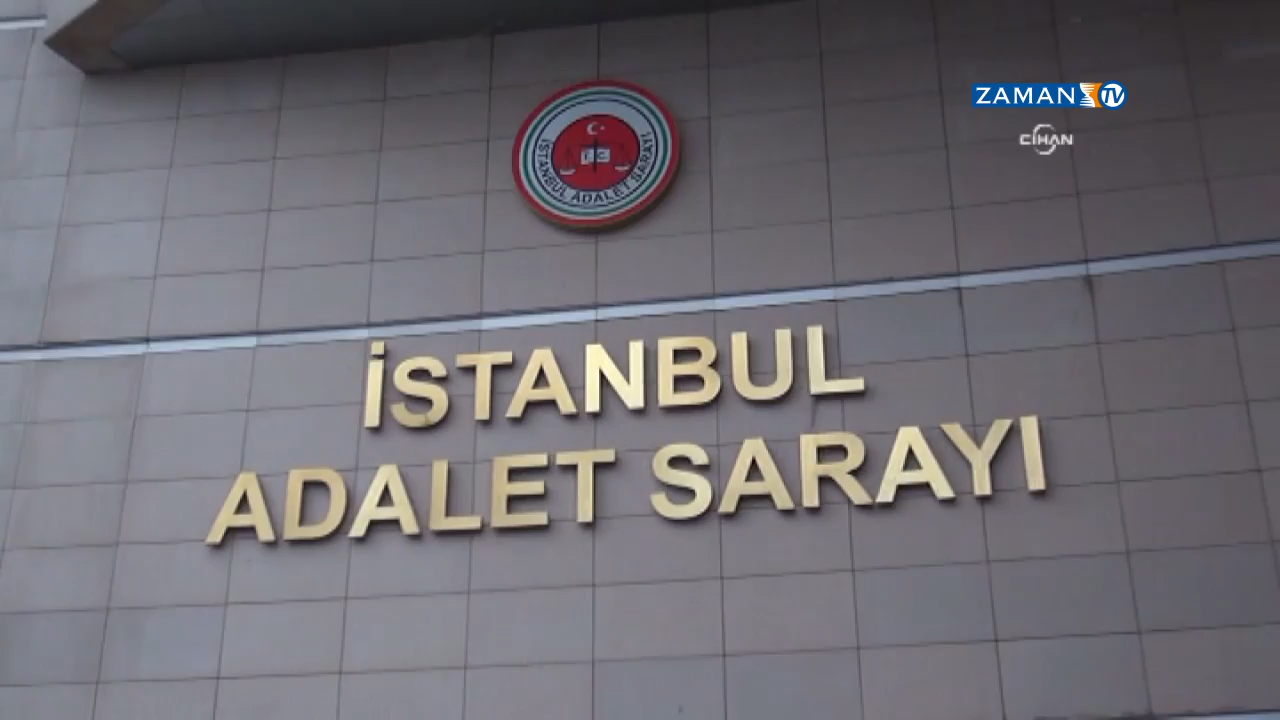 ZAMAN TV
CİHAN
İSTANBUL ADALET SARAYI
İSTANBUL
ADALET SARAYI